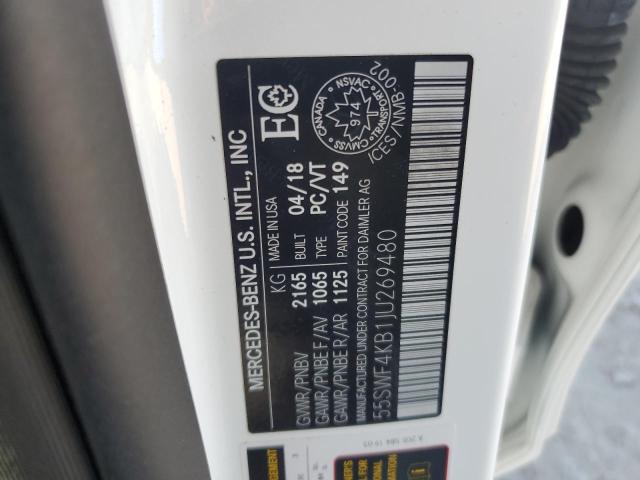 MERCEDES-BENZ U.S. INTL., INC
KG MADE IN USA
GVWR/PNBV 2165 BUILT 04/18
GAWR/PNBE F/AV 1065 TYPE PC/VT
GAWR/PNBE R/AR 1125 PAINT CODE 149
MANUFACTURED UNDER CONTRACT FOR DAIMLER AG
55SWF4KB1JU269480
EC
CANADA NSVAC TRANSPORT CMVSS
974
ICES/NMB-002